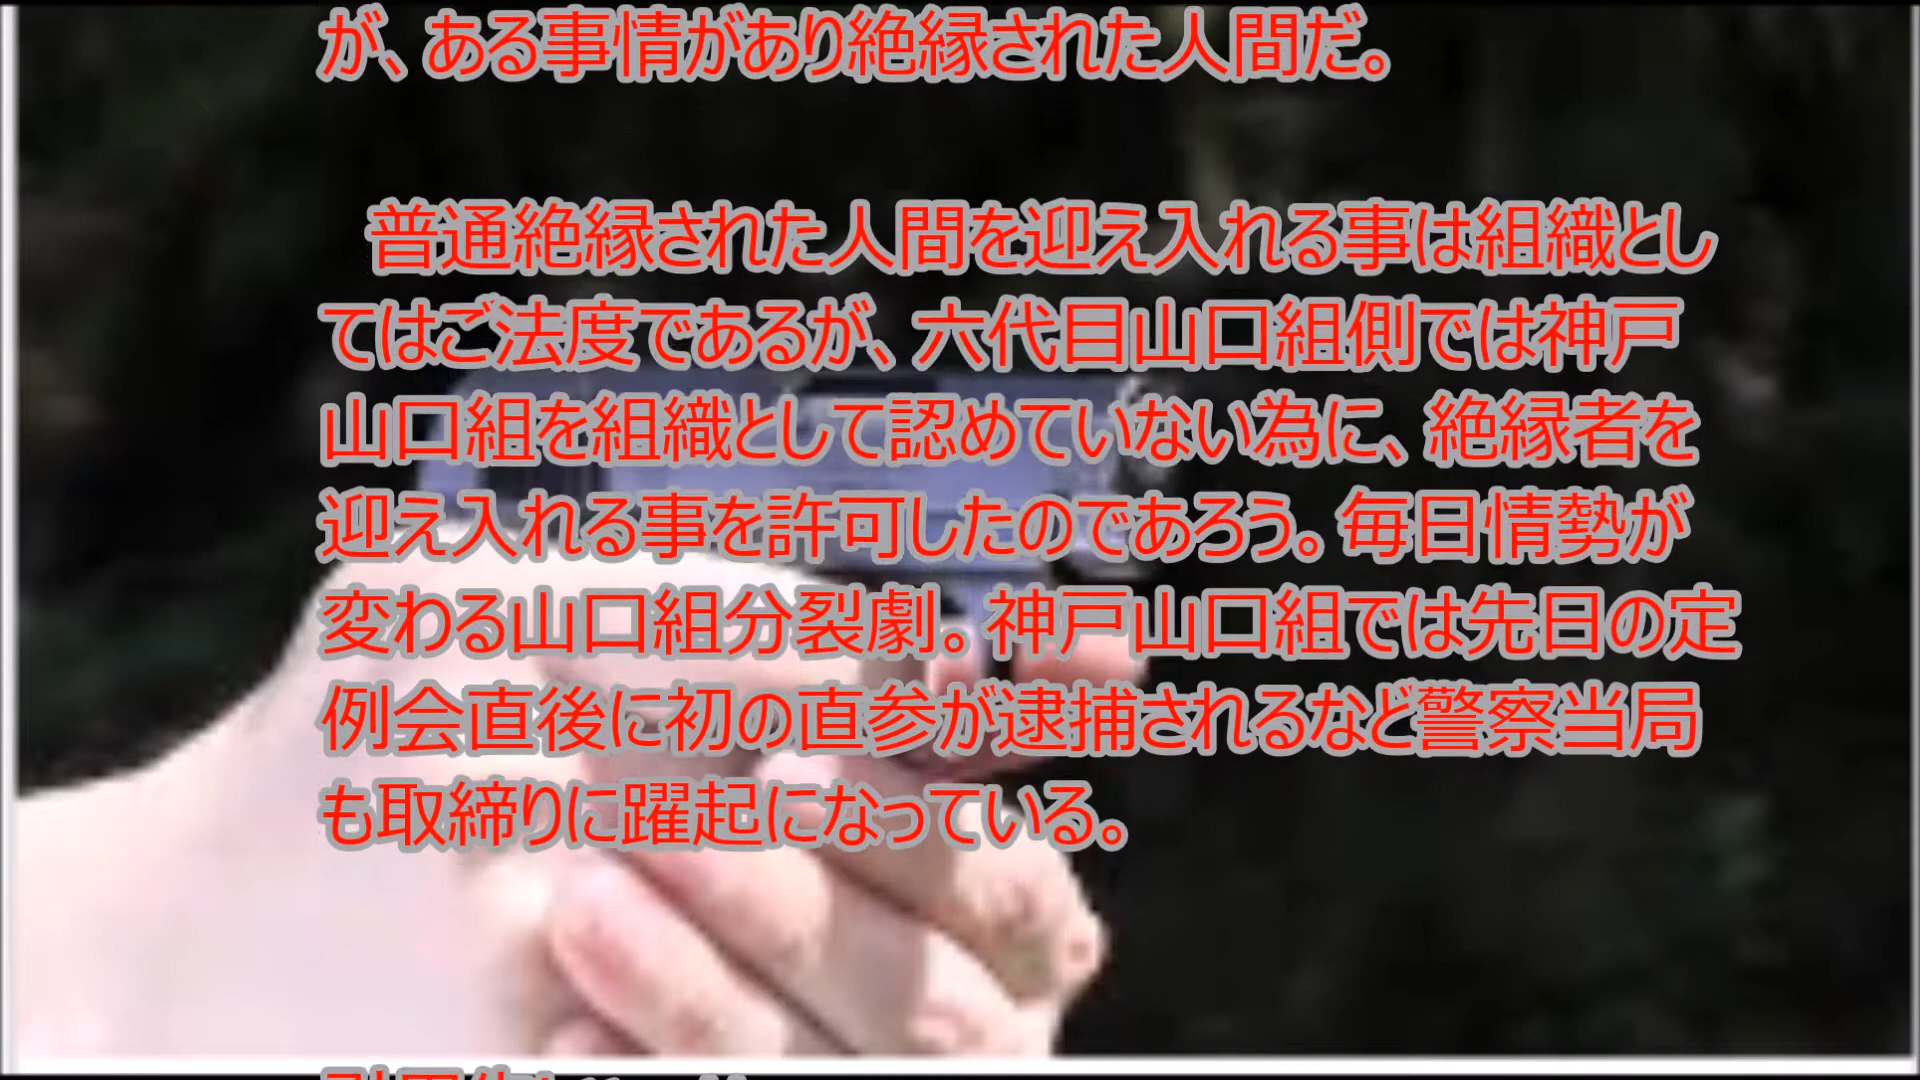 が、ある事情があり絶縁された人間だ。
普通絶縁された人間を迎え入れる事は組織とし
てはご法度であるが、六代目山口組側では神戸
山口組を組織として認めていない為に、絶縁者を
迎え入れる事を許可したのであろう。毎日情勢が
変わる山口組分裂劇。神戸山口組では先日の定
例会直後に初の直参が逮捕されるなど警察当局
も取締りに躍起になっている。